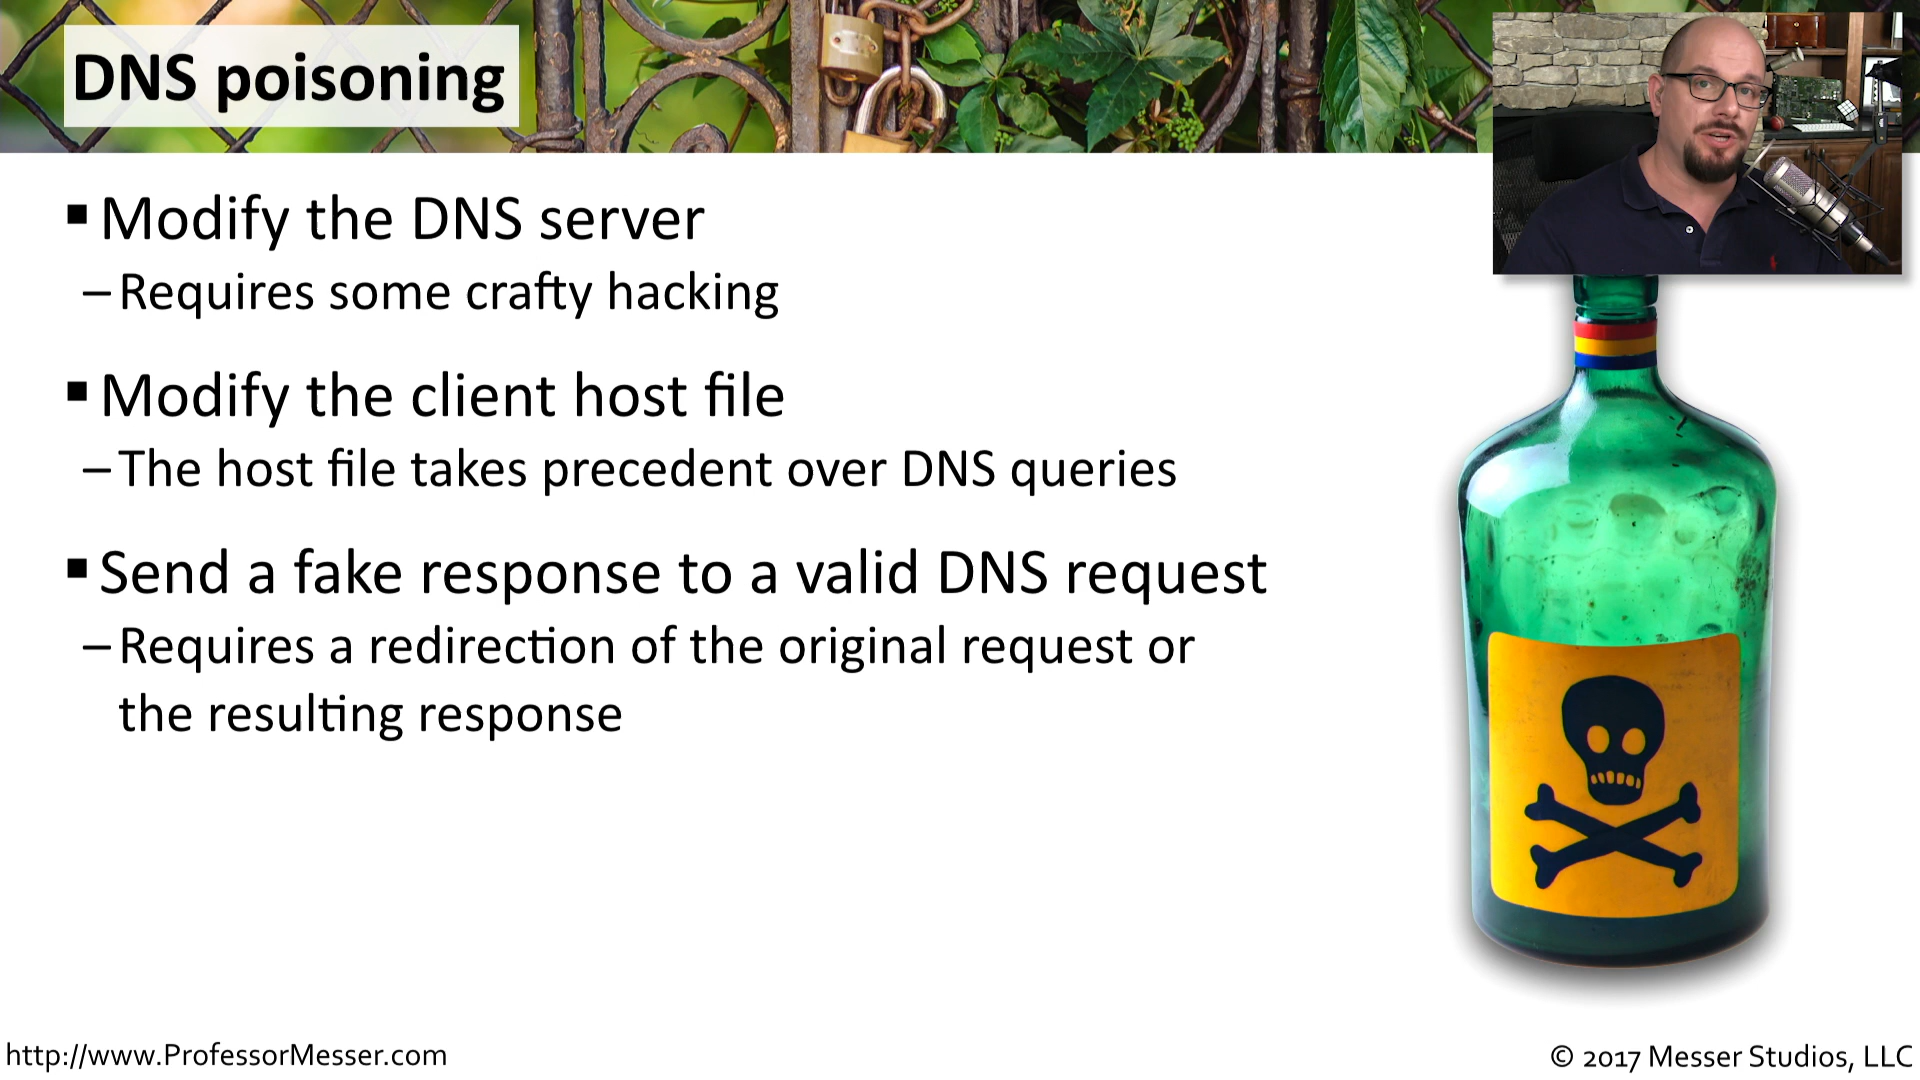 DNS poisoning
▪ Modify the DNS server
– Requires some crafty hacking
▪ Modify the client host file
– The host file takes precedent over DNS queries
▪ Send a fake response to a valid DNS request
– Requires a redirection of the original request or
the resulting response
http://www.ProfessorMesser.com
© 2017 Messer Studios, LLC